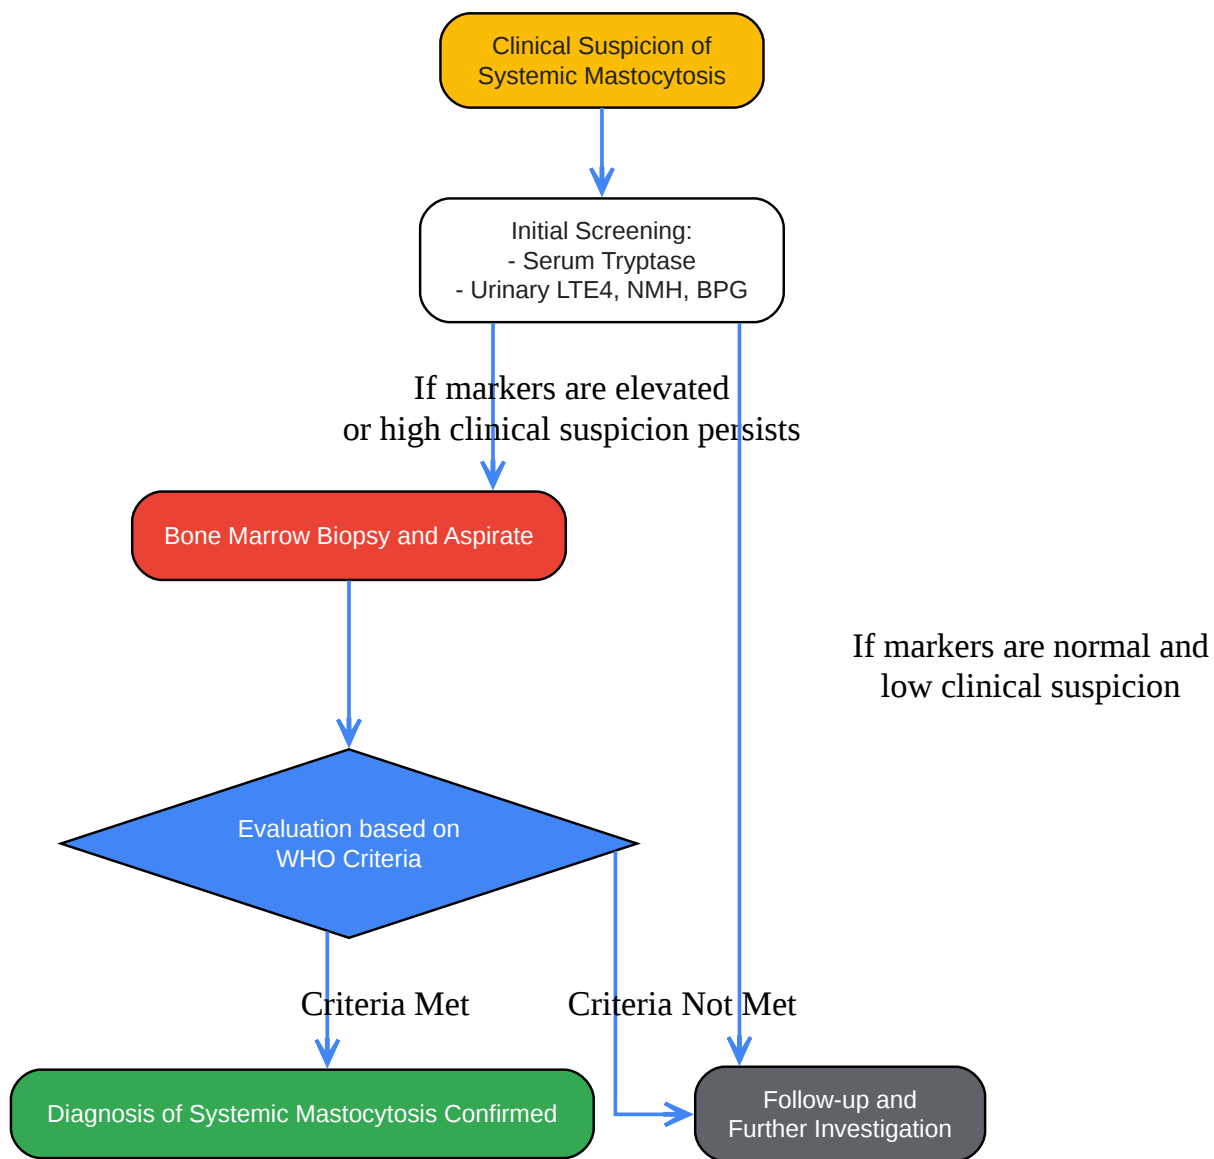 Clinical Suspicion of
Systemic Mastocytosis
Initial Screening:
- Serum Tryptase
- Urinary LTE4, NMH, BPG
If markers are elevated
or high clinical suspicion persists
Bone Marrow Biopsy and Aspirate
If markers are normal and
low clinical suspicion
Evaluation based on
WHO Criteria
Criteria Met
Criteria Not Met
Diagnosis of Systemic Mastocytosis Confirmed
Follow-up and
Further Investigation